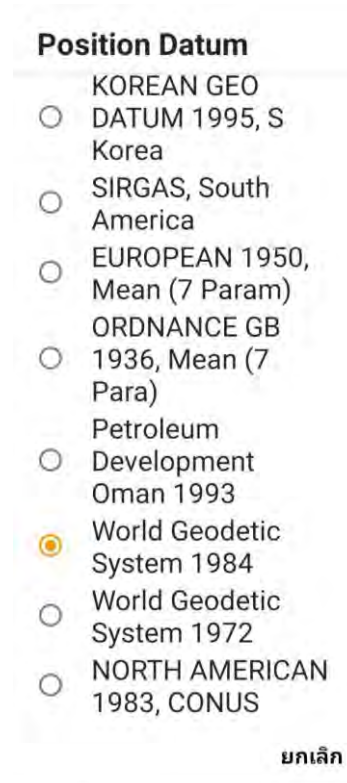 Position Datum
KOREAN GEO
DATUM 1995, S
Korea
SIRGAS, South
America
EUROPEAN 1950,
Mean (7 Param)
ORDNANCE GB
1936, Mean (7
Para)
Petroleum
Development
Oman 1993
World Geodetic
System 1984
World Geodetic
System 1972
NORTH AMERICAN
1983, CONUS
ยกเลิก